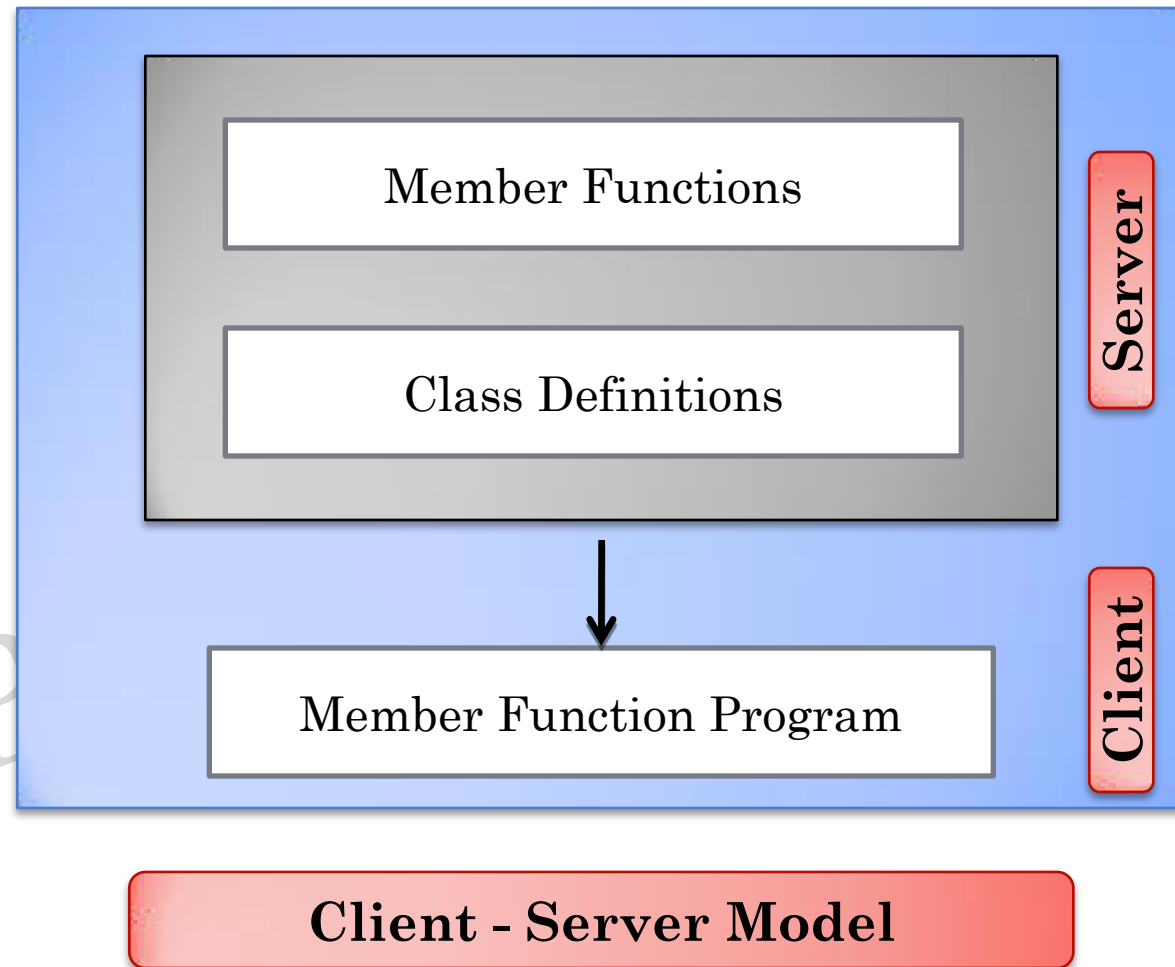 Member Functions
Server
Class Definitions
Client
Member Function Program
Client - Server Model